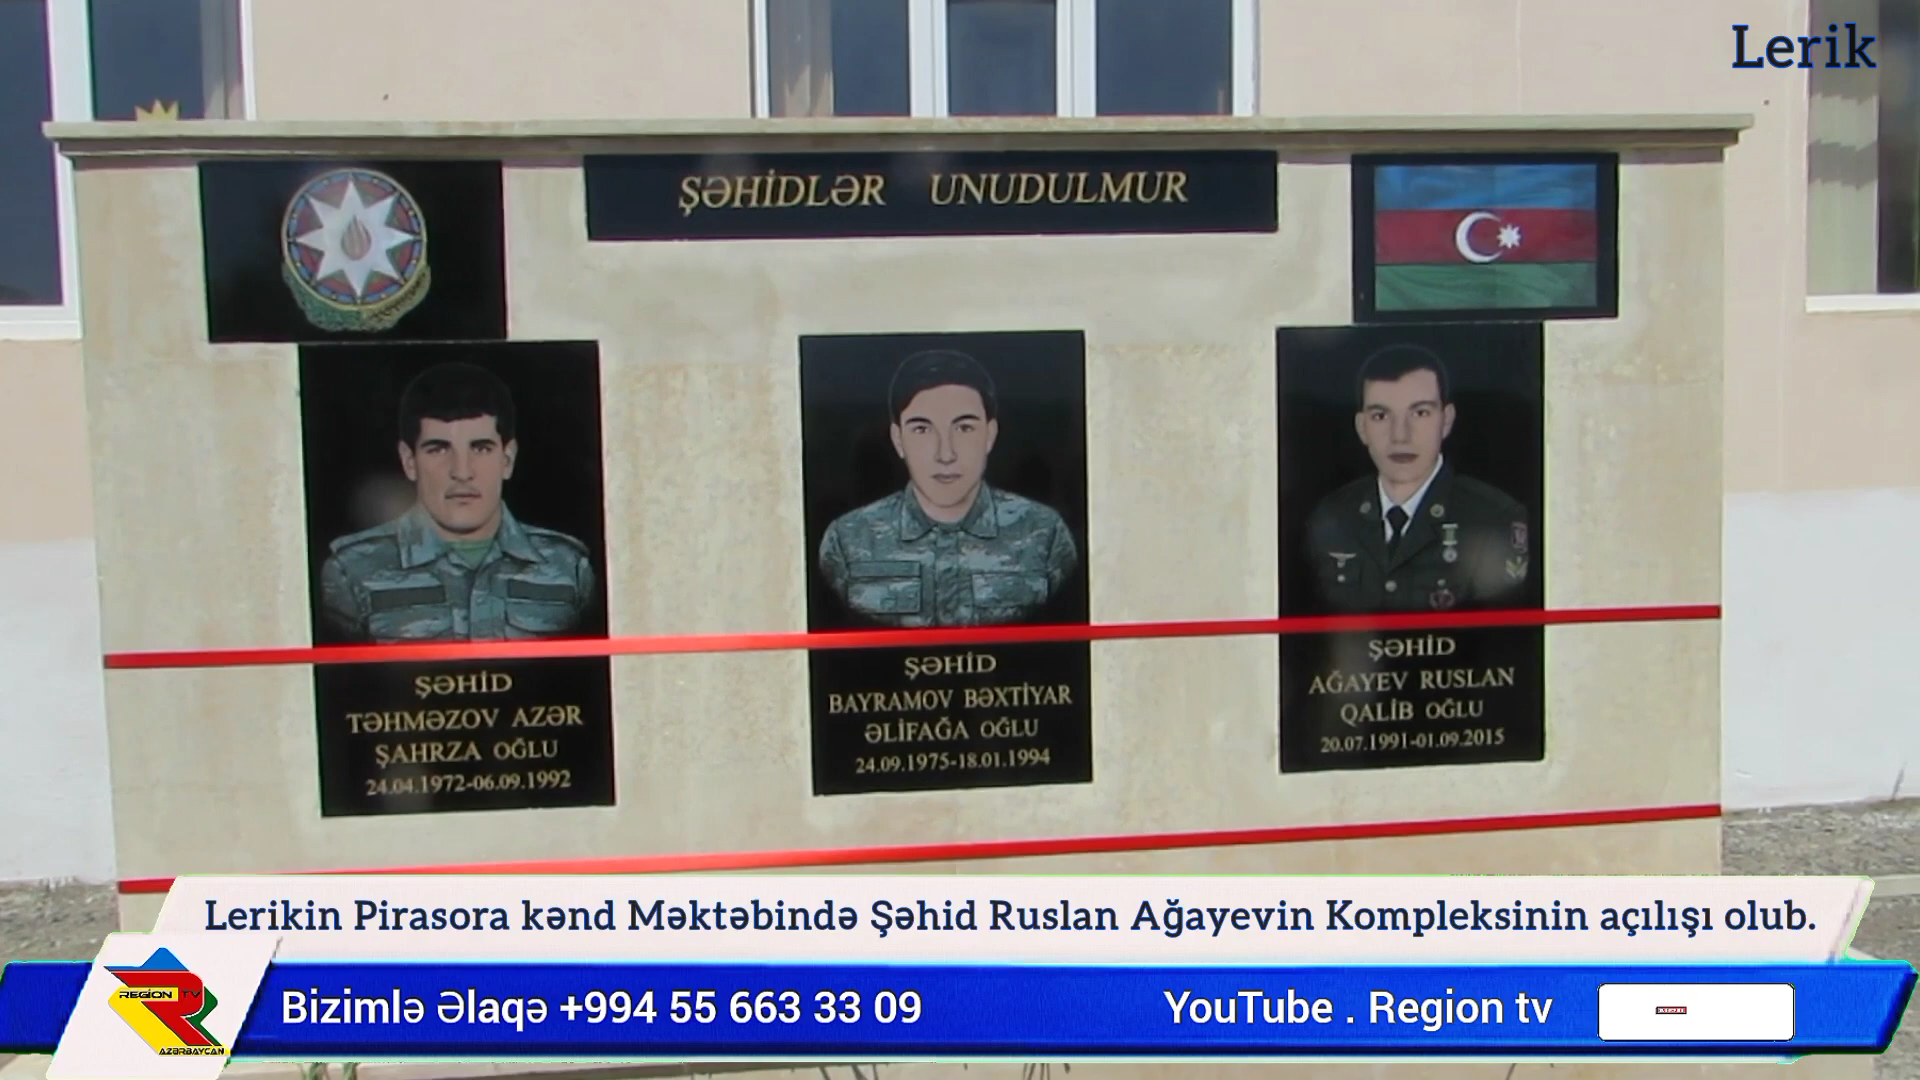 Lerik
ŞƏHİDLƏR UNUDULMUR
ŞƏHİD
TƏHMƏZOV AZƏR
ŞAHRZA OĞLU
24.04.1972-06.09.1992
ŞƏHİD
BAYRAMOV BƏXTİYAR
ƏLİFAĞA OĞLU
24.09.1975-18.01.1994
ŞƏHİD
AĞAYEV RUSLAN
QALİB OĞLU
20.07.1991-01.09.2015
Lerikin Pirasora kənd Məktəbində Şəhid Ruslan Ağayevin Kompleksinin açılışı olub.
REGİON TV
AZƏRBAYCAN
Bizimlə Əlaqə +994 55 663 33 09
YouTube . Region tv